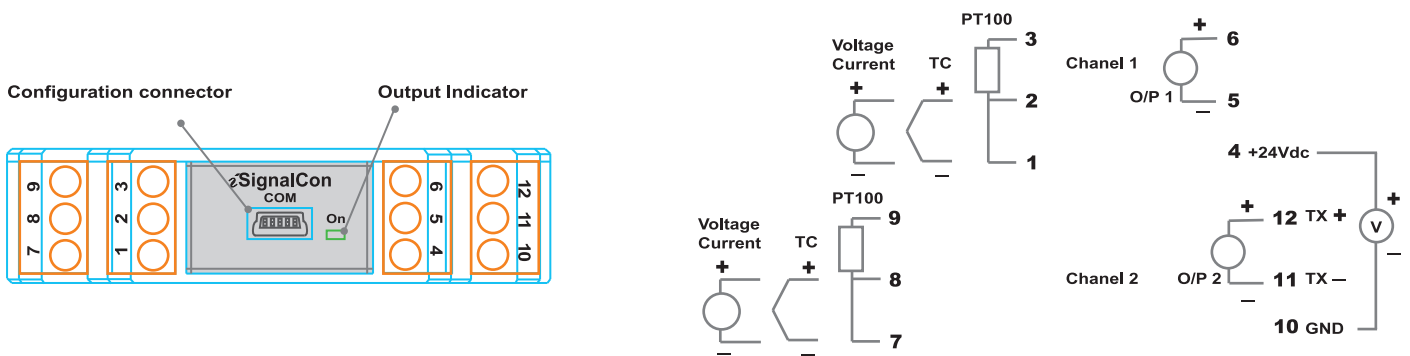 Configuration connector
Output Indicator
9
8
7
3
2
1
iSignalCon
COM
On
6
5
4
12
11
10
PT100
Voltage
Current
TC
+
+
—
—
3
2
1
Chanel 1
+
6
O/P 1
5
—
4 +24Vdc
PT100
Voltage
Current
TC
+
+
—
—
9
8
7
Chanel 2
+
12 TX +
O/P 2
11 TX —
—
10 GND
+
V
—